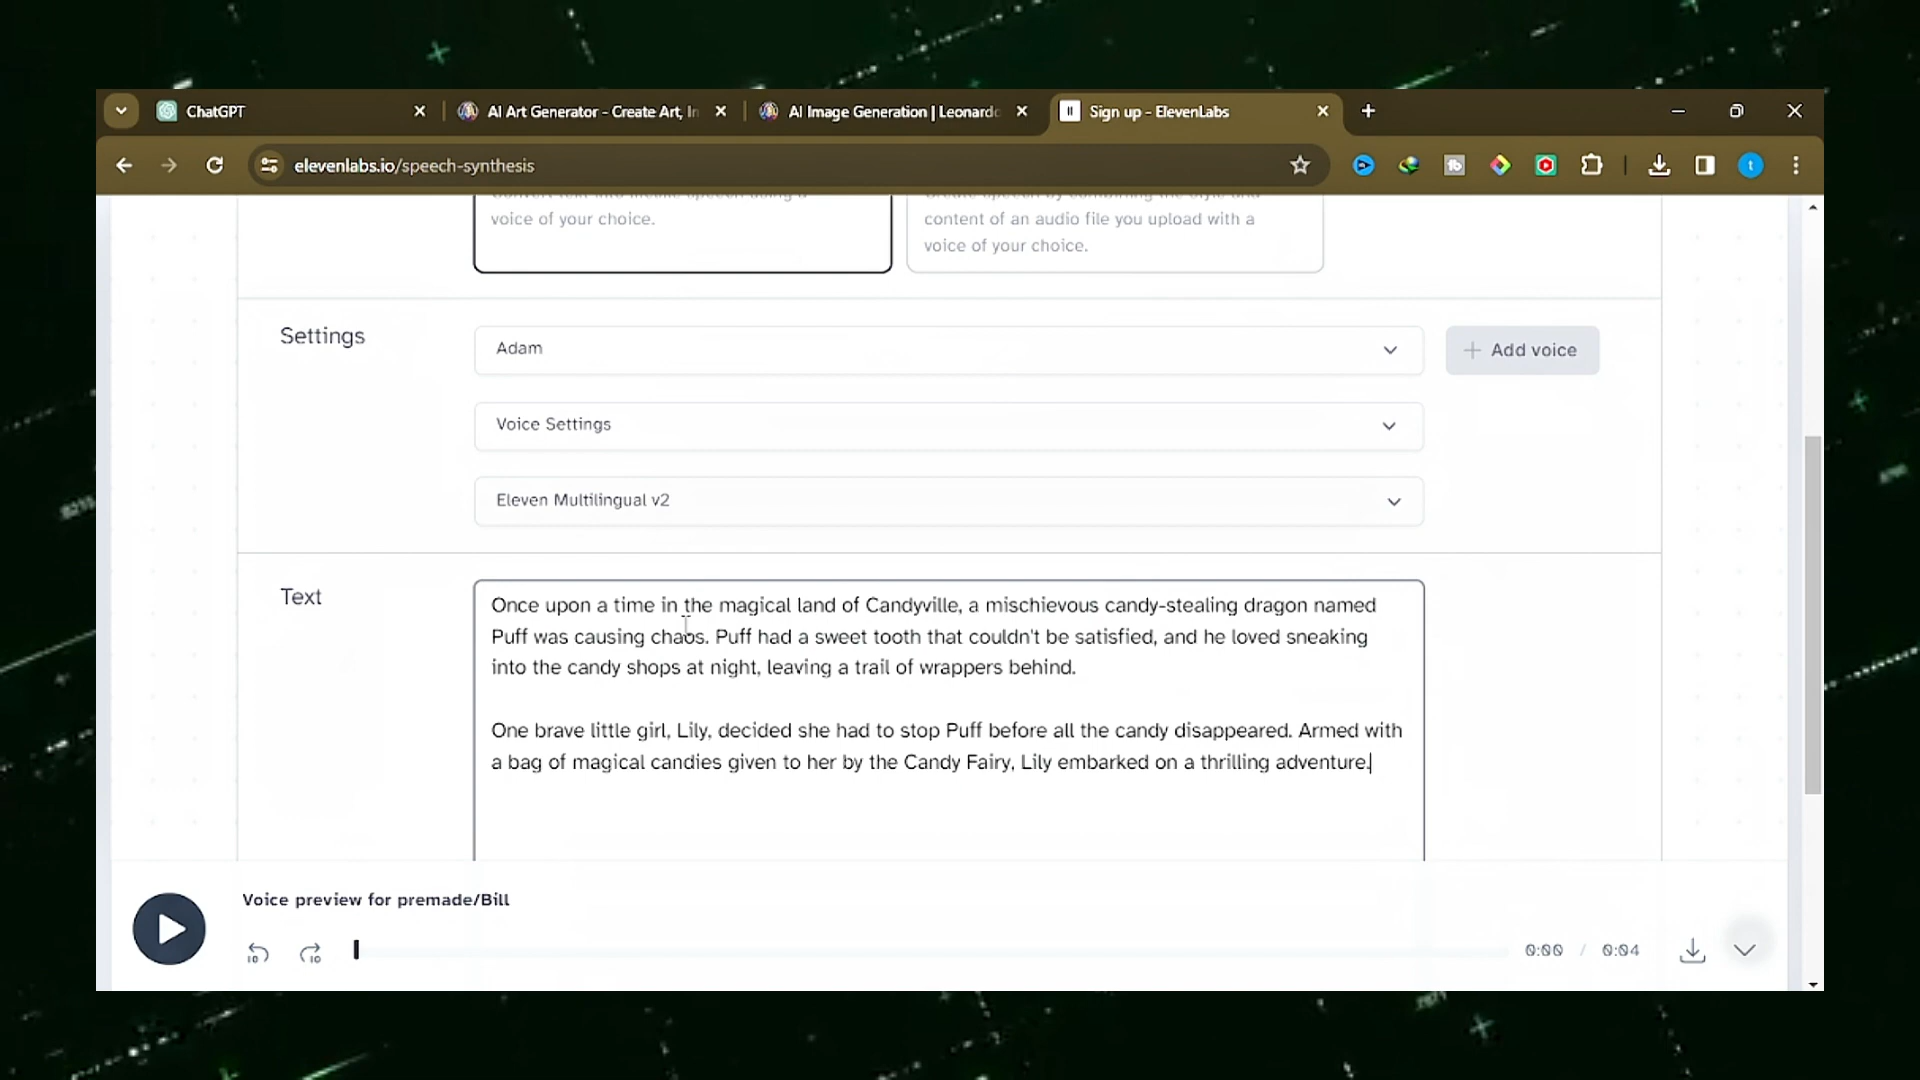 ChatGPT
AI Art Generator - Create Art, In
AI Image Generation | Leonardo
Sign up - ElevenLabs
elevenlabs.io/speech-synthesis
voice of your choice.
content of an audio file you upload with a
voice of your choice.
Settings
Adam
Add voice
Voice Settings
Eleven Multilingual v2
Text
Once upon a time in the magical land of Candyville, a mischievous candy-stealing dragon named
Puff was causing chaos. Puff had a sweet tooth that couldn't be satisfied, and he loved sneaking
into the candy shops at night, leaving a trail of wrappers behind.
One brave little girl, Lily, decided she had to stop Puff before all the candy disappeared. Armed with
a bag of magical candies given to her by the Candy Fairy, Lily embarked on a thrilling adventure.
Voice preview for premade/Bill
10
10
0:00 / 0:04